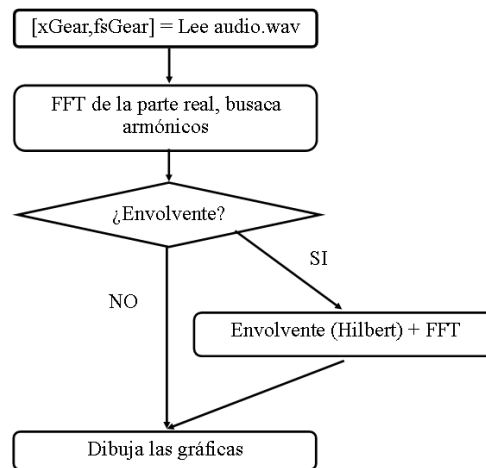 [xGear,fsGear] = Lee audio.wav
FFT de la parte real, busaca
armónicos
¿Envolvente?
SI
NO
Envolvente (Hilbert) + FFT
Dibuja las gráficas